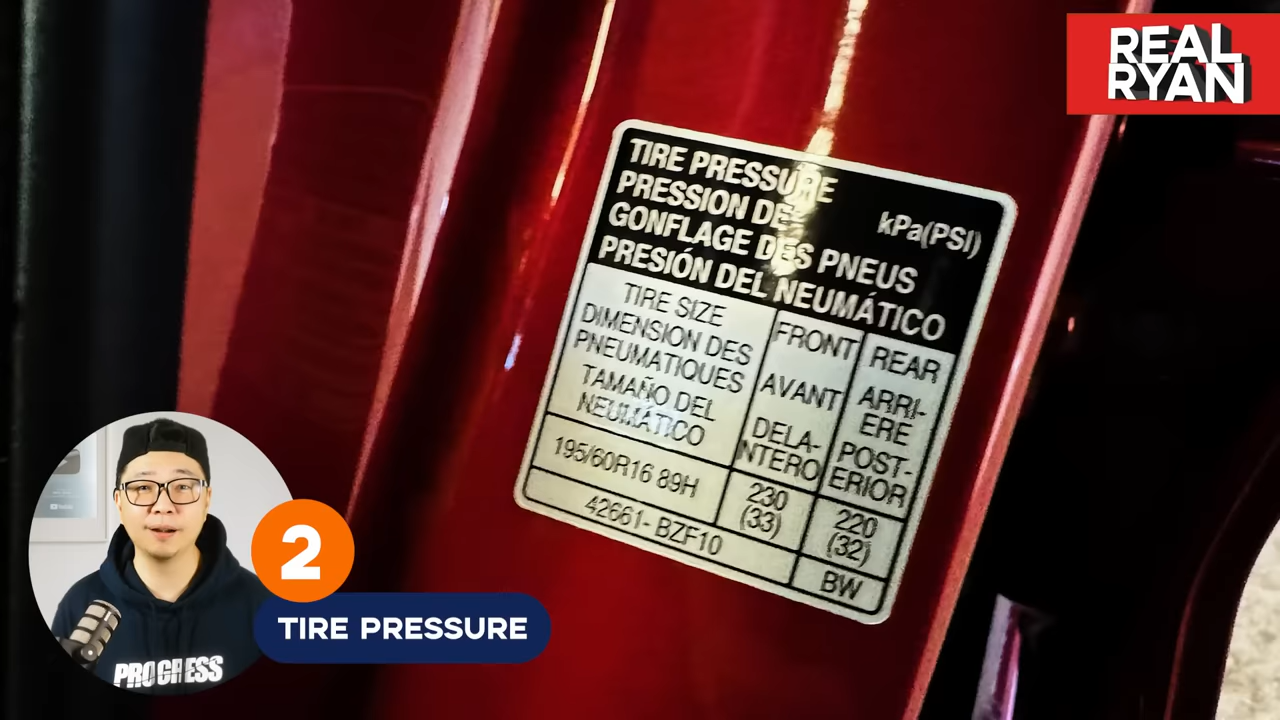 REAL
RYAN
TIRE PRESSURE
PRESSION DE
GONFLAGE DES PNEUS
PRESIÓN DEL NEUMÁTICO
kPa(PSI)
TIRE SIZE
DIMENSION DES
PNEUMATIQUES
TAMAÑO DEL
NEUMÁTICO
FRONT
AVANT
DELA-
NTERO
REAR
ARRI-
ERE
POST-
ERIOR
195/60R16 89H
230
(33)
220
(32)
42661- BZF10
BW
2
TIRE PRESSURE
PROGRESS